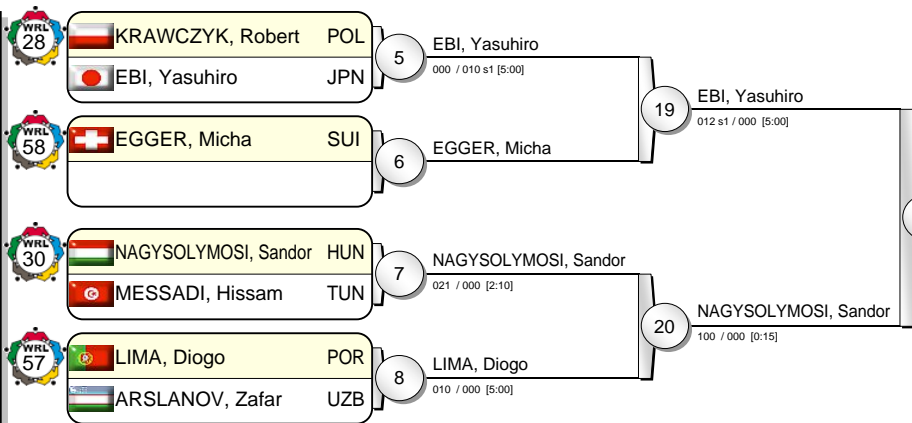 WRL
28
KRAWCZYK, Robert POL
EBI, Yasuhiro JPN
5
EBI, Yasuhiro
000 / 010 s1 [5:00]
WRL
58
EGGER, Micha SUI
6
EGGER, Micha
19
EBI, Yasuhiro
012 s1 / 000 [5:00]
WRL
30
NAGYSOLYMOSI, Sandor HUN
MESSADI, Hissam TUN
7
NAGYSOLYMOSI, Sandor
021 / 000 [2:10]
WRL
57
LIMA, Diogo POR
ARSLANOV, Zafar UZB
8
LIMA, Diogo
010 / 000 [5:00]
20
NAGYSOLYMOSI, Sandor
100 / 000 [0:15]